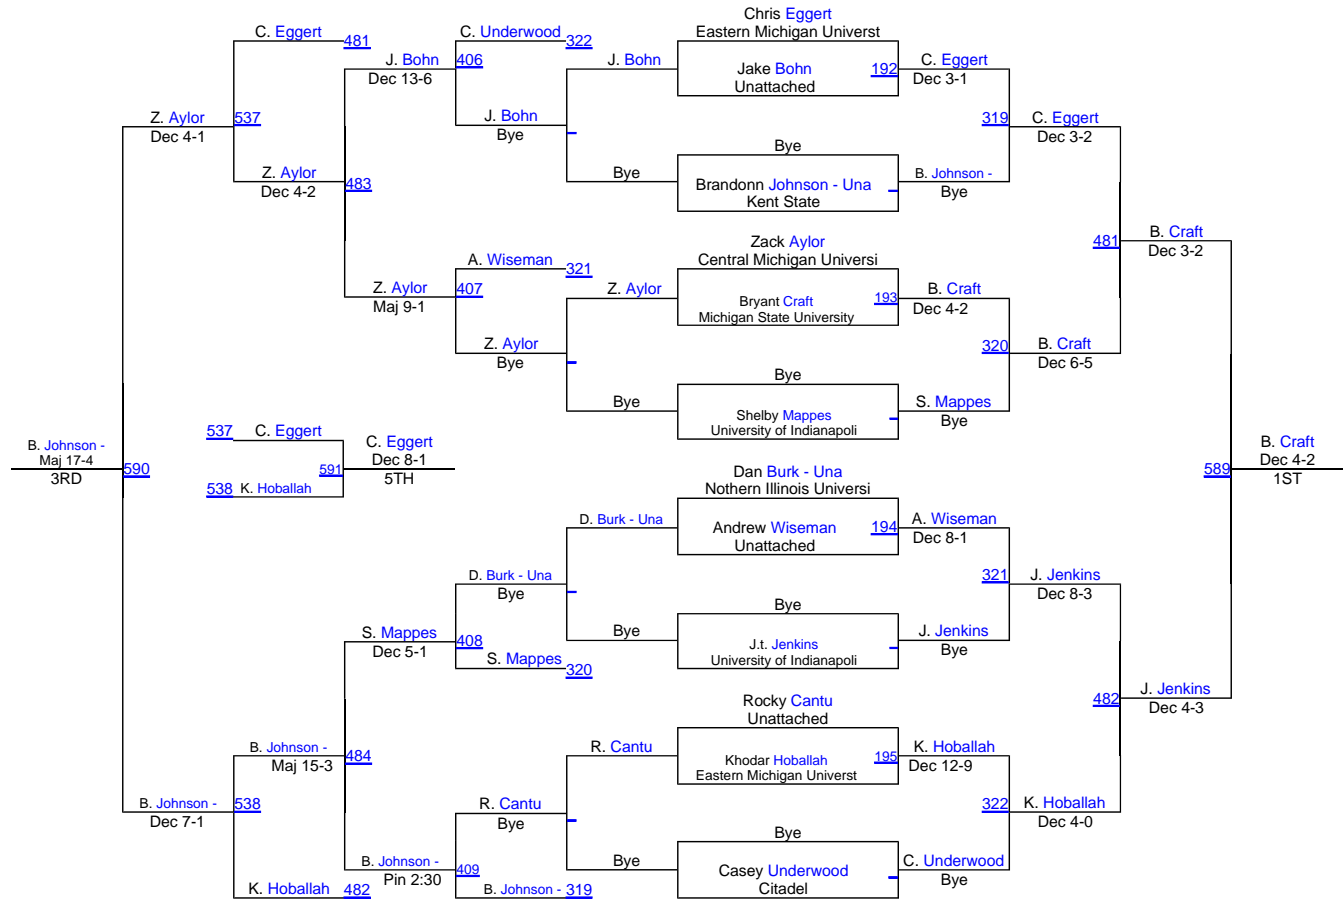 Chris Eggert
Eastern Michigan Universt
C. Eggert
481
C. Underwood
322
J. Bohn
Dec 13-6
406
J. Bohn
Jake Bohn
Unattached
192
C. Eggert
Dec 3-1
Z. Aylor
Dec 4-1
537
J. Bohn
Bye
319
C. Eggert
Dec 3-2
Bye
Z. Aylor
Dec 4-2
483
Bye
Brandonn Johnson - Una
Kent State
B. Johnson -
Bye
Zack Aylor
Central Michigan Universi
481
B. Craft
Dec 3-2
A. Wiseman
321
Z. Aylor
Maj 9-1
407
Z. Aylor
Bryant Craft
Michigan State University
193
B. Craft
Dec 4-2
Z. Aylor
Bye
320
B. Craft
Dec 6-5
Bye
Bye
Shelby Mappes
University of Indianapoli
S. Mappes
Bye
B. Johnson -
Maj 17-4
3RD
590
537
C. Eggert
538
K. Hoballah
591
C. Eggert
Dec 8-1
5TH
589
B. Craft
Dec 4-2
1ST
Dan Burk - Una
Nothern Illinois Universi
D. Burk - Una
Andrew Wiseman
Unattached
194
A. Wiseman
Dec 8-1
D. Burk - Una
Bye
321
J. Jenkins
Dec 8-3
Bye
S. Mappes
Dec 5-1
408
S. Mappes
320
Bye
J.t. Jenkins
University of Indianapoli
J. Jenkins
Bye
Rocky Cantu
Unattached
482
J. Jenkins
Dec 4-3
B. Johnson -
Maj 15-3
484
R. Cantu
Khodar Hoballah
Eastern Michigan Universt
195
K. Hoballah
Dec 12-9
B. Johnson -
Dec 7-1
538
R. Cantu
Bye
322
K. Hoballah
Dec 4-0
Bye
B. Johnson -
Pin 2:30
409
Bye
Casey Underwood
Citadel
C. Underwood
Bye
K. Hoballah
482
B. Johnson -
319